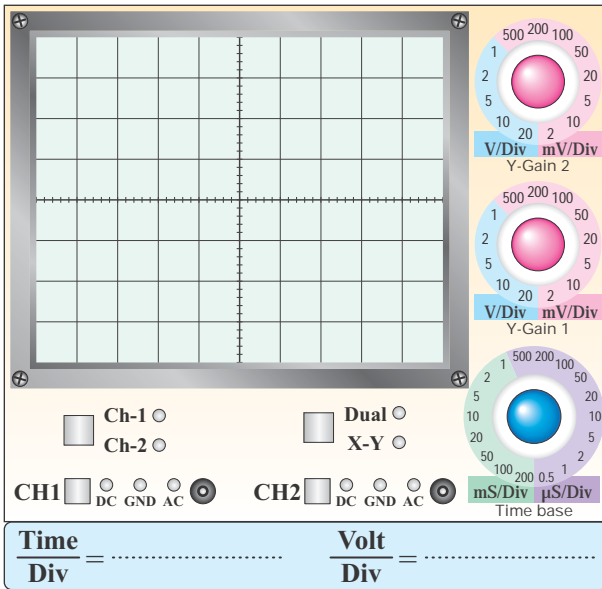 500 200 100
1 50
2 20
5 5
10 10
20 2
V/Div mV/Div
Y-Gain 2
500 200 100
1 50
2 20
5 5
10 10
20 2
V/Div mV/Div
Y-Gain 1
1 500 200 100
2 50
5 20
10 10
20 5
50 2
100 200 0.5 1
mS/Div µS/Div
Time base
Ch-1 Dual
Ch-2 X-Y
CH1 DC GND AC CH2 DC GND AC
Time/Div = .................... Volt/Div = ....................